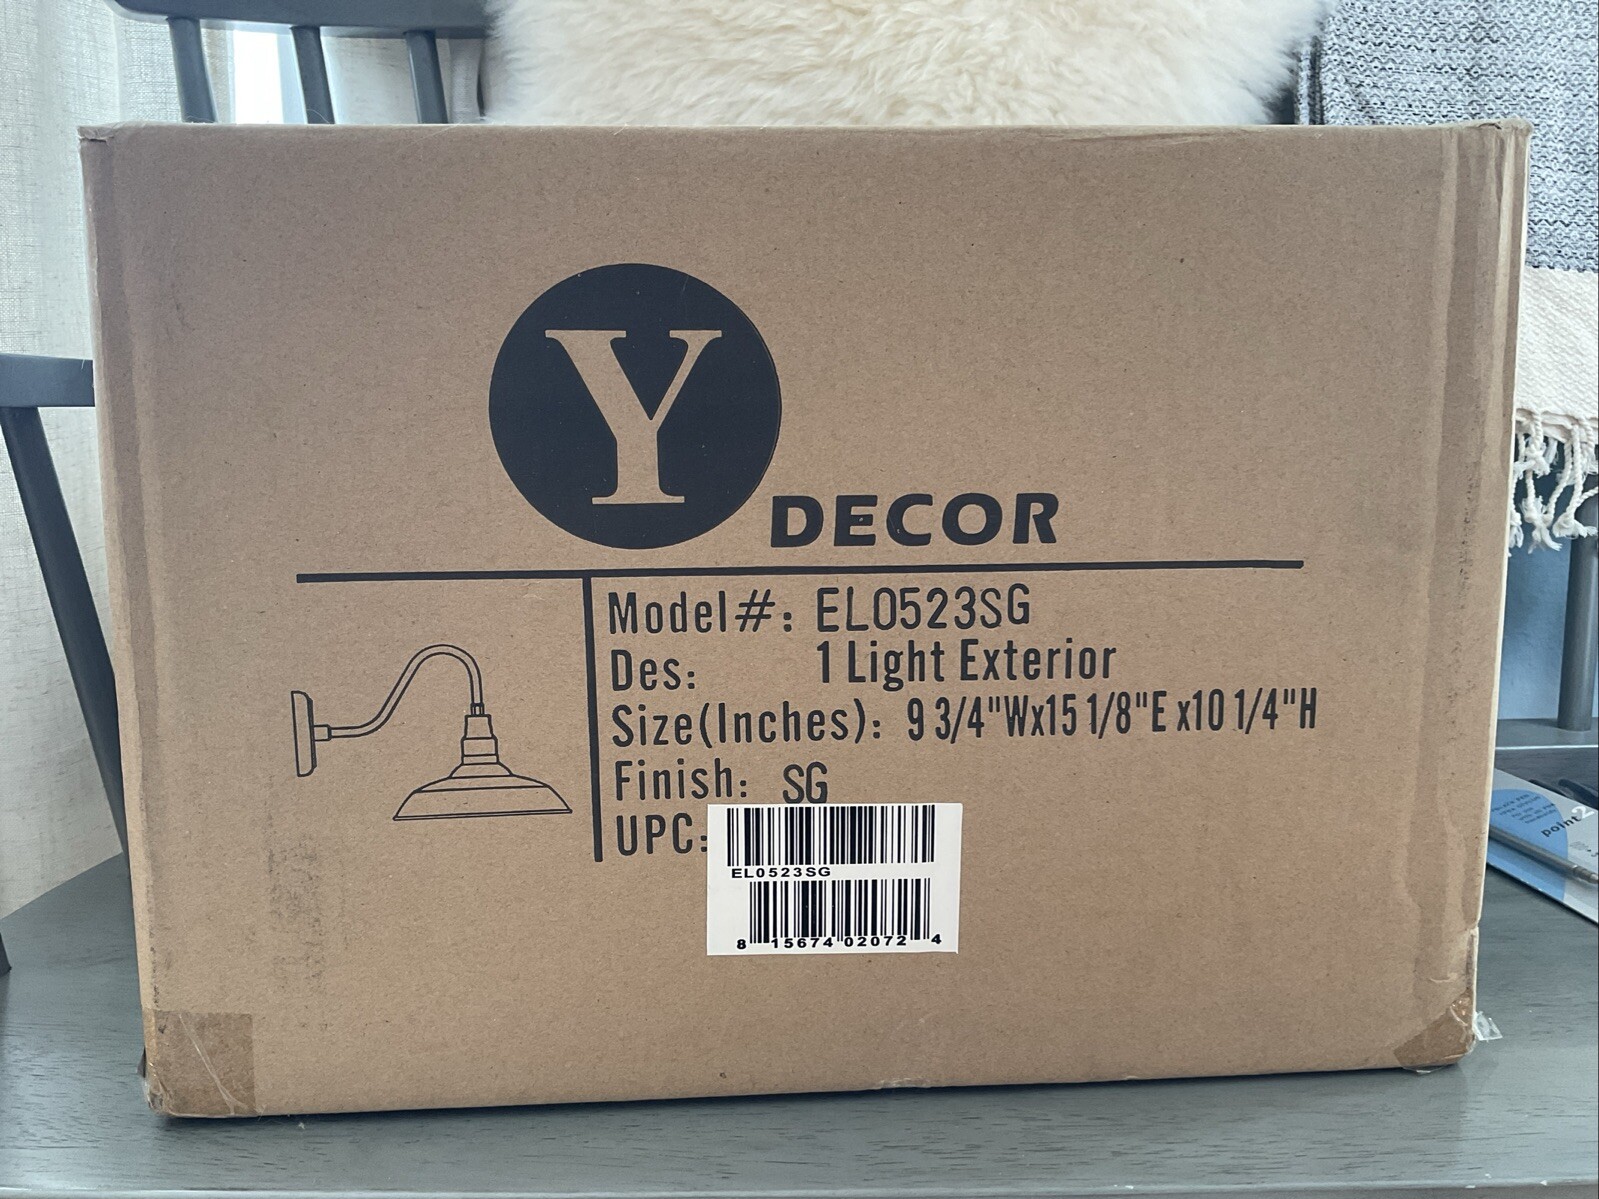 Y
DECOR
Model#: EL0523SG
Des: 1 Light Exterior
Size(Inches): 9 3/4"Wx15 1/8"E x10 1/4"H
Finish: SG
UPC:
EL0523SG
8 15674 02072 4
point2